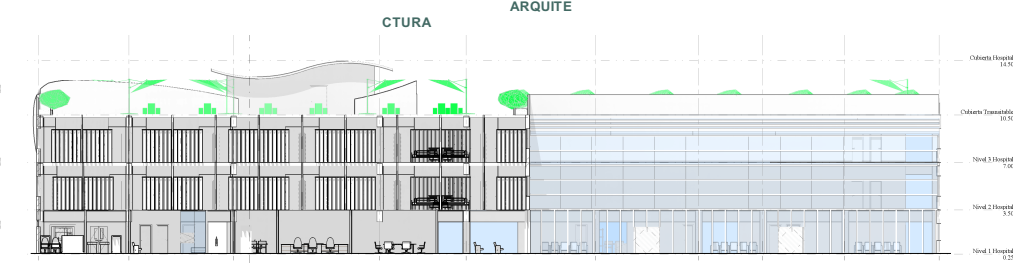 ARQUITE
CTURA
Cubierta Hospital
14.50
Cubierta Transitable
10.50
Nivel 3 Hospital
7.00
Nivel 2 Hospital
3.50
Nivel 1 Hospital
0.25